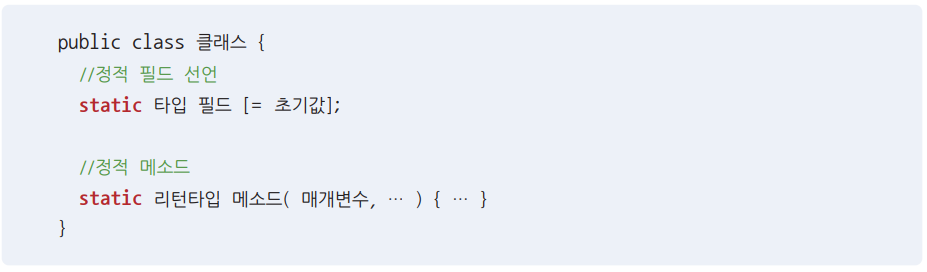 public class 클래스 {
//정적 필드 선언
static 타입 필드 [= 초기값];
//정적 메소드
static 리턴타입 메소드( 매개변수, … ) { … }
}